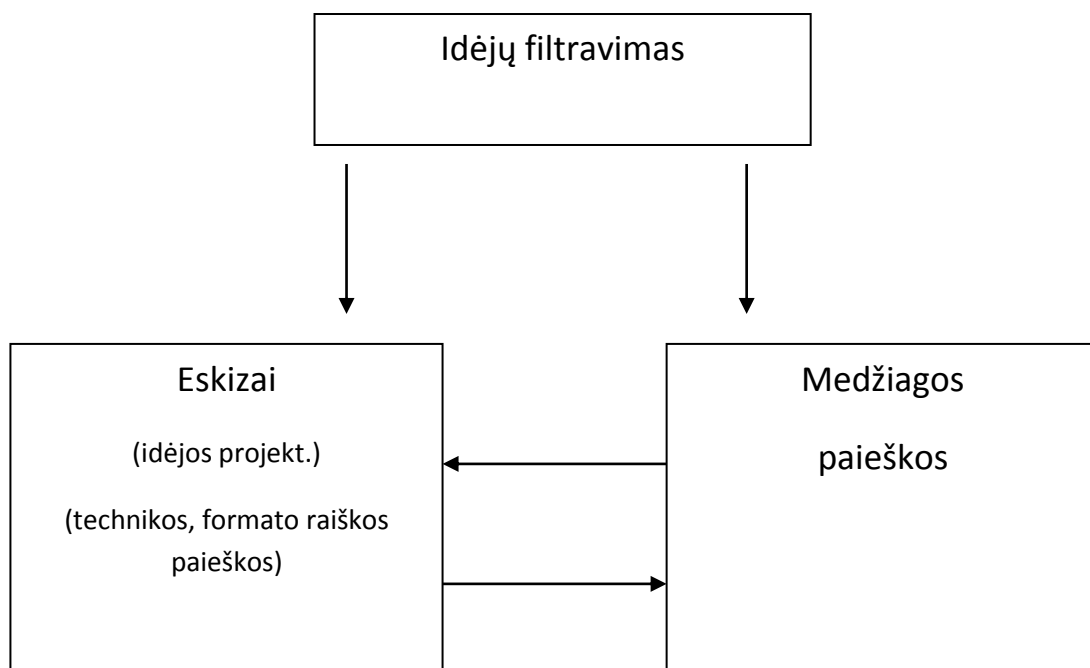 Idėjų filtravimas
Eskizai
(idėjos projekt.)
(technikos, formato raiškos
paieškos)
Medžiagos
paieškos